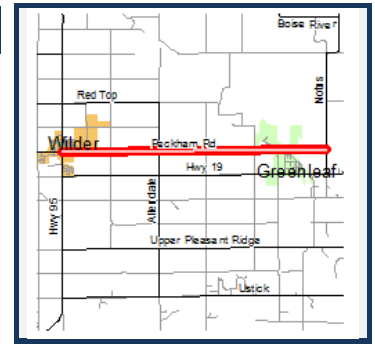 Boise River
Red Top
Notus
Wilder
Peckham Rd
Hwy 19
Greenleaf
Allendale
Hwy 95
Upper Pleasant Ridge
Ustick